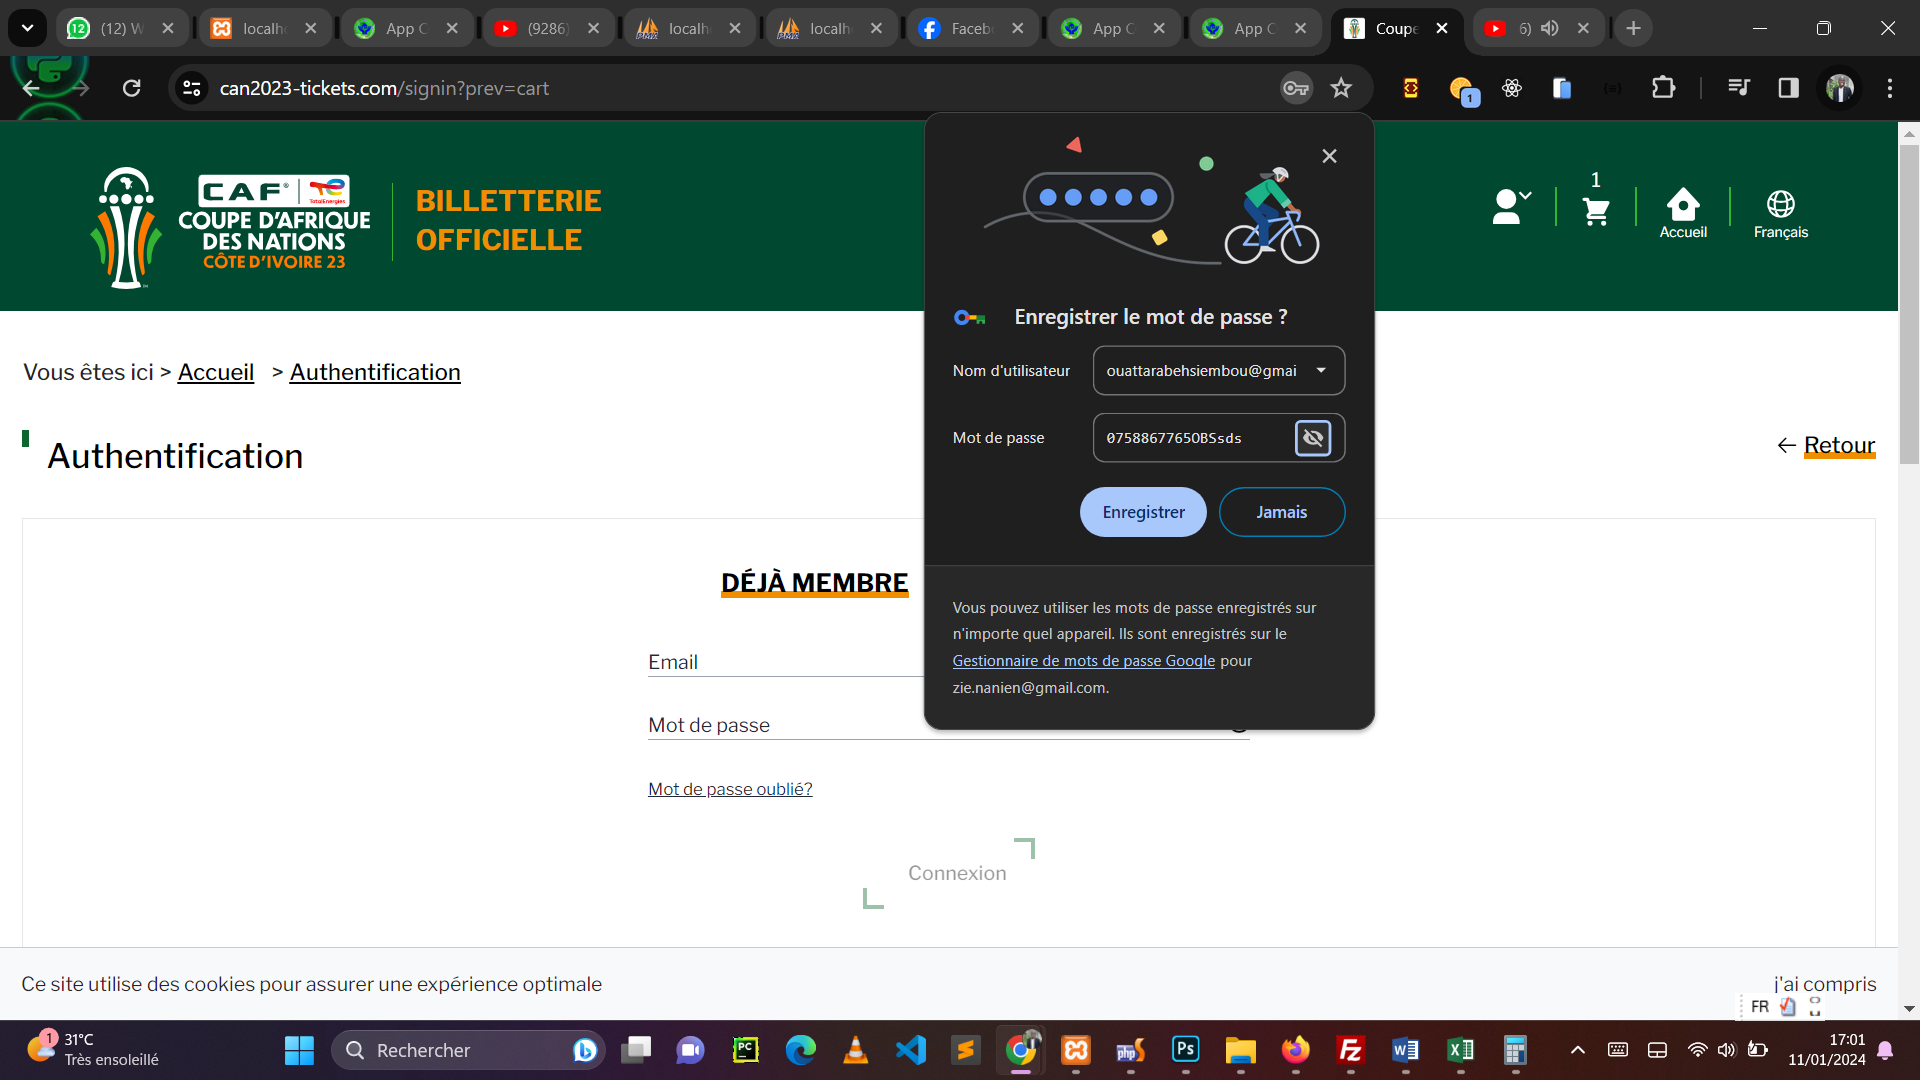 (12) W
localh
App C
(9286)
localh
localh
Faceb
App C
App C
Coupe
6)
can2023-tickets.com/signin?prev=cart
1
CAF
TotalEnergies
COUPE D'AFRIQUE
DES NATIONS
CÔTE D'IVOIRE 23
BILLETTERIE
OFFICIELLE
1
Accueil
Français
Enregistrer le mot de passe ?
Nom d'utilisateur
ouattarabehsiembou@gmai
Mot de passe
0758867765OBSsds
Enregistrer
Jamais
Vous pouvez utiliser les mots de passe enregistrés sur
n'importe quel appareil. Ils sont enregistrés sur le
Gestionnaire de mots de passe Google pour
zie.nanien@gmail.com.
Vous êtes ici > Accueil > Authentification
Authentification
← Retour
DÉJÀ MEMBRE
Email
Mot de passe
Mot de passe oublié?
Connexion
Ce site utilise des cookies pour assurer une expérience optimale
j'ai compris
FR
1
31°C
Très ensoleillé
Rechercher
17:01
11/01/2024